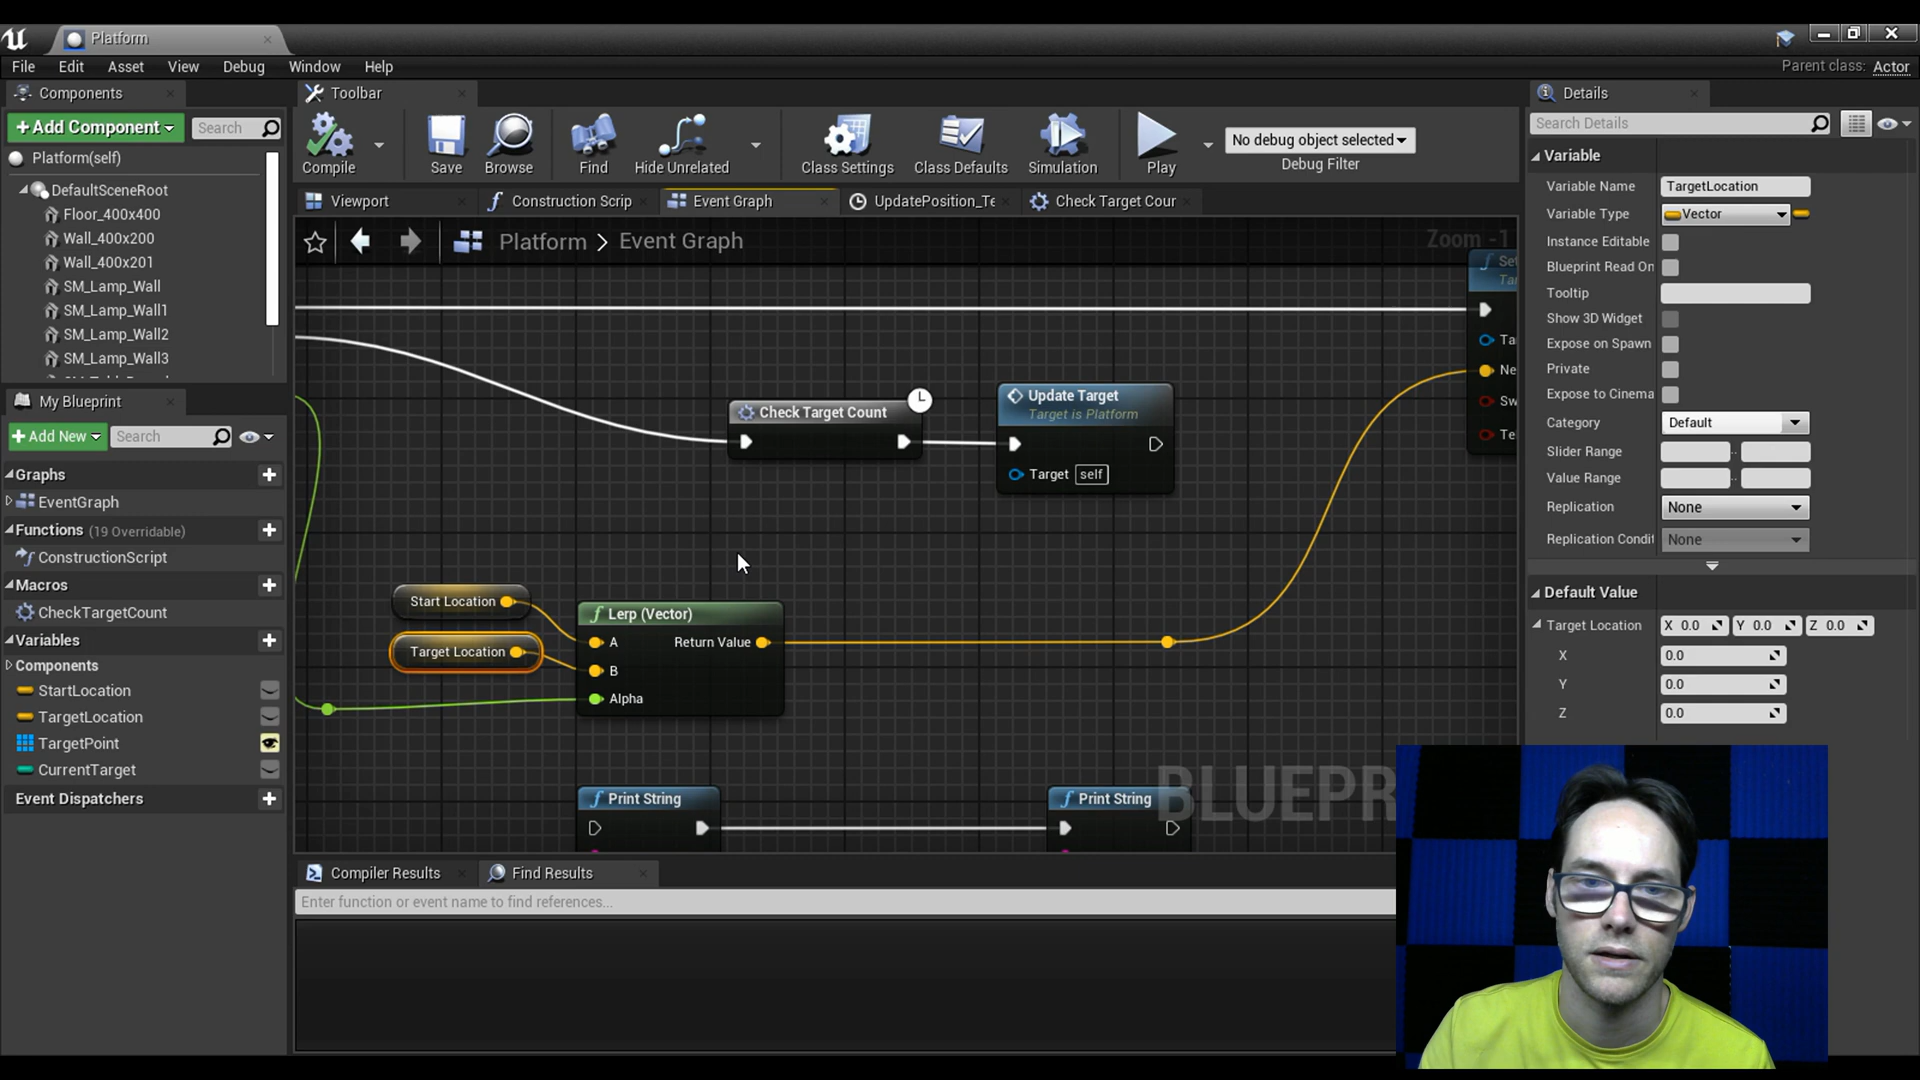 Platform
File Edit Asset View Debug Window Help
Parent class: Actor
Components
+Add Component
Search
Platform(self)
DefaultSceneRoot
Floor_400x400
Wall_400x200
Wall_400x201
SM_Lamp_Wall
SM_Lamp_Wall1
SM_Lamp_Wall2
SM_Lamp_Wall3
My Blueprint
+Add New
Search
Graphs
EventGraph
Functions (19 Overridable)
ConstructionScript
Macros
CheckTargetCount
Variables
Components
StartLocation
TargetLocation
TargetPoint
CurrentTarget
Event Dispatchers
Toolbar
Compile
Save
Browse
Find
Hide Unrelated
Class Settings
Class Defaults
Simulation
Play
No debug object selected
Debug Filter
Viewport
Construction Scrip
Event Graph
UpdatePosition_Te
Check Target Cour
Platform > Event Graph
Zoom -1
Set
Tar
Ta
Ne
Sw
Te
Check Target Count
Update Target
Target is Platform
Target self
Start Location
Target Location
Lerp (Vector)
A
Return Value
B
Alpha
Print String
Print String
BLUEPR
Compiler Results
Find Results
Enter function or event name to find references...
Details
Search Details
Variable
Variable Name TargetLocation
Variable Type Vector
Instance Editable
Blueprint Read On
Tooltip
Show 3D Widget
Expose on Spawn
Private
Expose to Cinema
Category Default
Slider Range
Value Range
Replication None
Replication Condit None
Default Value
Target Location X 0.0 Y 0.0 Z 0.0
X 0.0
Y 0.0
Z 0.0